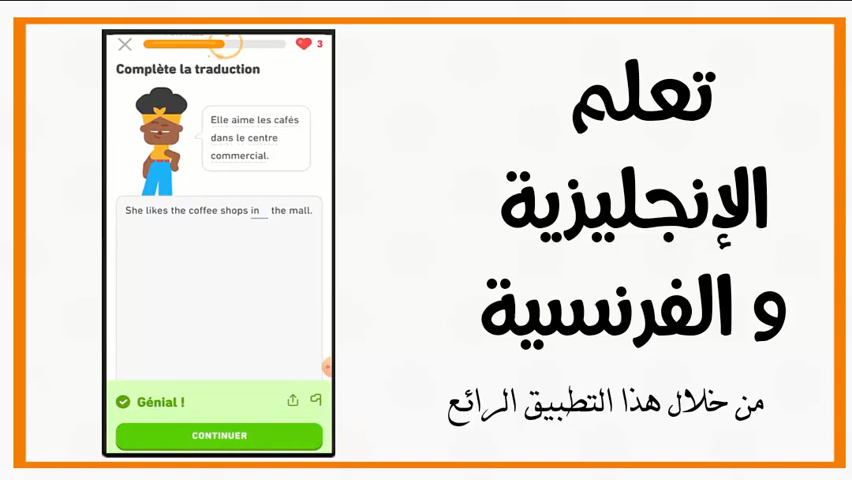 3
Complète la traduction
Elle aime les cafés
dans le centre
commercial.
She likes the coffee shops in the mall.
Génial !
CONTINUER
تعلم
الإنجليزية
و الفرنسية
من خلال هذا التطبيق الرائع